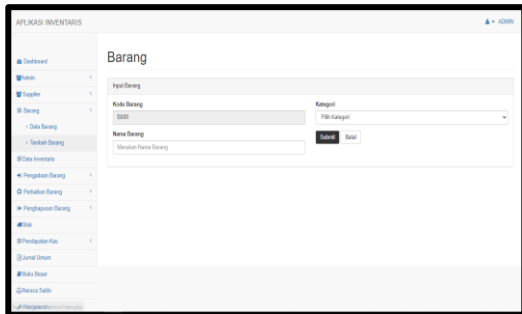 APLIKASI INVENTARIS
ADMIN
Dashboard
Admin
Supplier
Barang
Data Barang
Tambah Barang
Data Inventaris
Pengadaan Barang
Perbaikan Barang
Penghapusan Barang
Stok
Pendapatan Kas
Jurnal Umum
Buku Besar
Neraca Saldo
Barang
Input Barang
Kode Barang
Kategori
Pilih Kategori
Nama Barang
Masukan Nama Barang
Submit
Batal